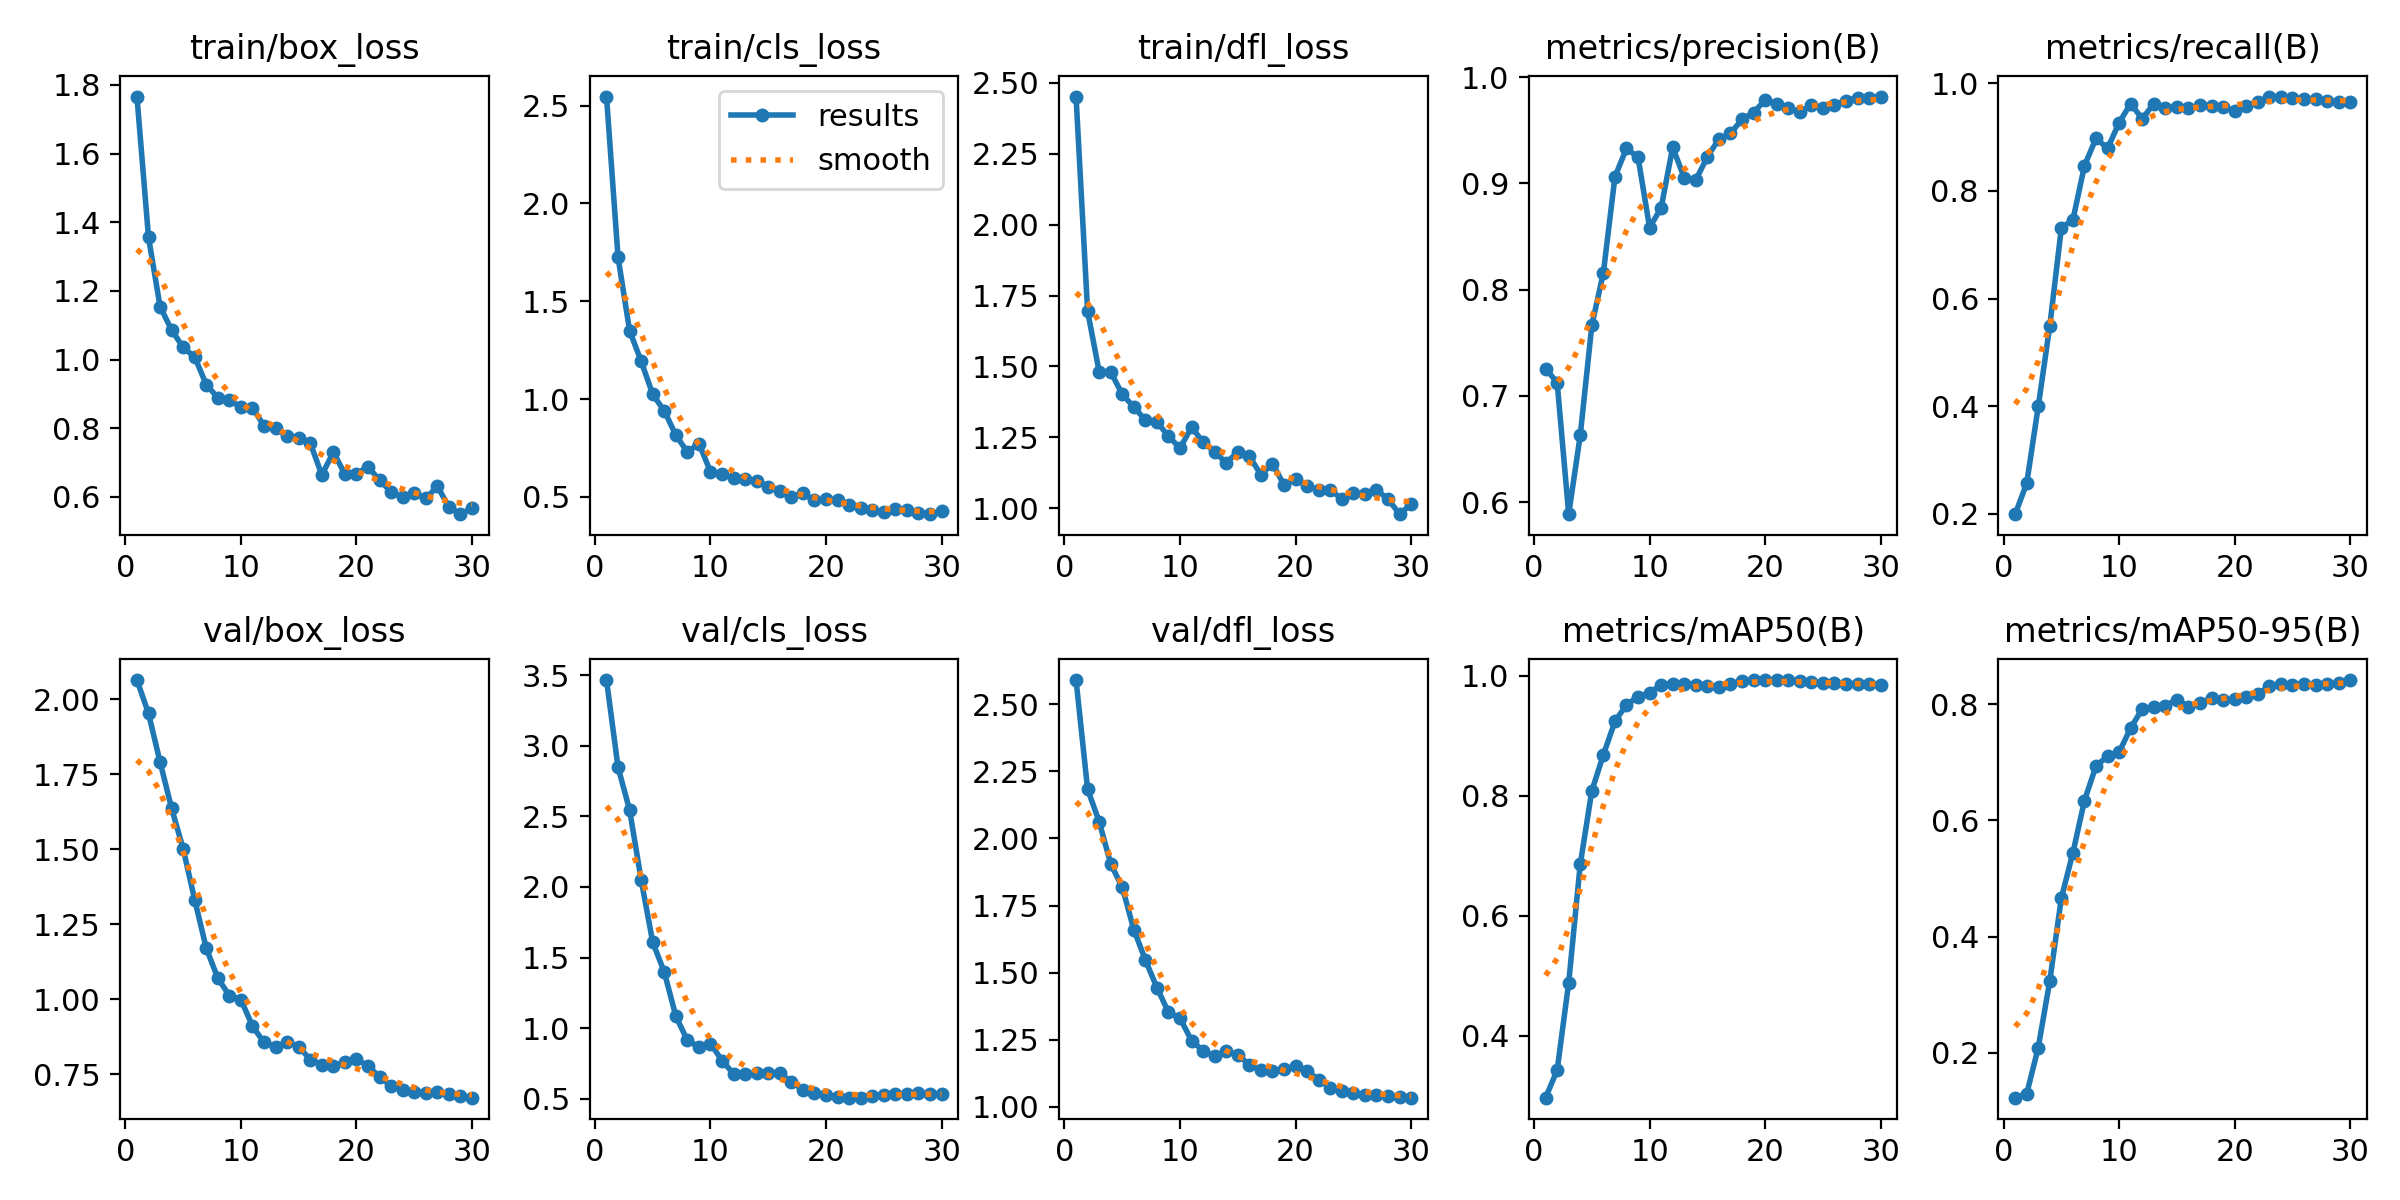 train/box_loss
1.8
1.6
1.4
1.2
1.0
0.8
0.6
0 10 20 30
train/cls_loss
results
smooth
2.5
2.0
1.5
1.0
0.5
0 10 20 30
train/dfl_loss
2.50
2.25
2.00
1.75
1.50
1.25
1.00
0 10 20 30
metrics/precision(B)
1.0
0.9
0.8
0.7
0.6
0 10 20 30
metrics/recall(B)
1.0
0.8
0.6
0.4
0.2
0 10 20 30
val/box_loss
2.00
1.75
1.50
1.25
1.00
0.75
0 10 20 30
val/cls_loss
3.5
3.0
2.5
2.0
1.5
1.0
0.5
0 10 20 30
val/dfl_loss
2.50
2.25
2.00
1.75
1.50
1.25
1.00
0 10 20 30
metrics/mAP50(B)
1.0
0.8
0.6
0.4
0 10 20 30
metrics/mAP50-95(B)
0.8
0.6
0.4
0.2
0 10 20 30